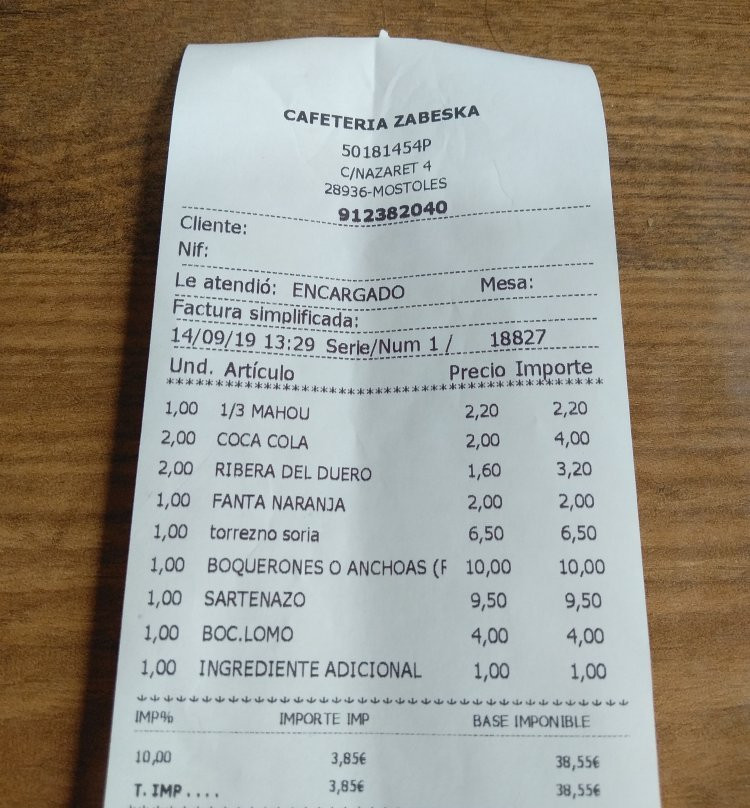 CAFETERIA ZABESKA
50181454P
C/NAZARET 4
28936-MOSTOLES
912382040
Cliente:
Nif:
Le atendió: ENCARGADO Mesa:
Factura simplificada:
14/09/19 13:29 Serie/Num 1 / 18827
Und. Artículo Precio Importe
1,00 1/3 MAHOU 2,20 2,20
2,00 COCA COLA 2,00 4,00
2,00 RIBERA DEL DUERO 1,60 3,20
1,00 FANTA NARANJA 2,00 2,00
1,00 torrezno soria 6,50 6,50
1,00 BOQUERONES O ANCHOAS (F 10,00 10,00
1,00 SARTENAZO 9,50 9,50
1,00 BOC.LOMO 4,00 4,00
1,00 INGREDIENTE ADICIONAL 1,00 1,00
IMP% IMPORTE IMP BASE IMPONIBLE
10,00 3,85€ 38,55€
T. IMP.... 3,85€ 38,55€